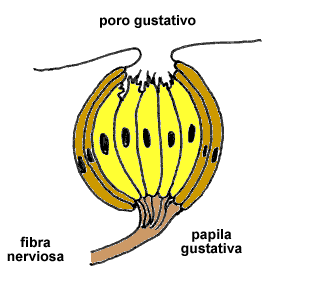 poro gustativo
fibra
nerviosa
papila
gustativa